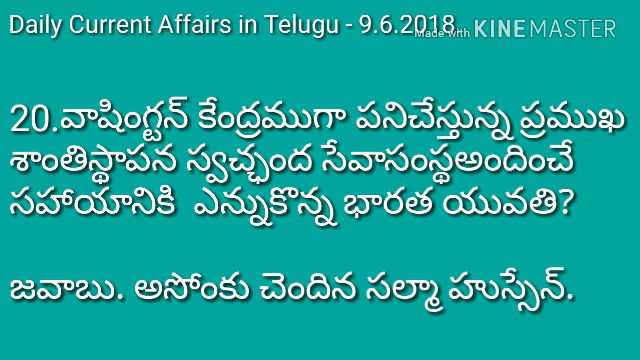 Daily Current Affairs in Telugu - 9.6.2018
Made with KINEMASTER
20.వాషింగ్టన్ కేంద్రముగా పనిచేస్తున్న ప్రముఖ
శాంతిస్థాపన స్వచ్ఛంద సేవాసంస్థఅందించే
సహాయానికి ఎన్నుకొన్న భారత యువతి?
జవాబు. అసోంకు చెందిన సల్మా హుస్సేన్.